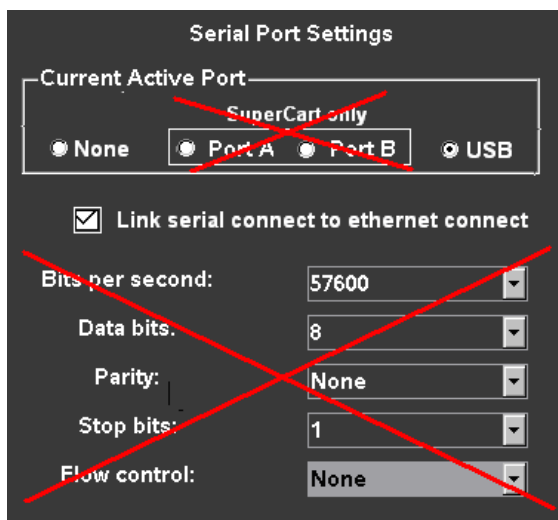 Serial Port Settings
Current Active Port
SuperCart only
None Port A Port B USB
Link serial connect to ethernet connect
Bits per second: 57600
Data bits: 8
Parity: None
Stop bits: 1
Flow control: None